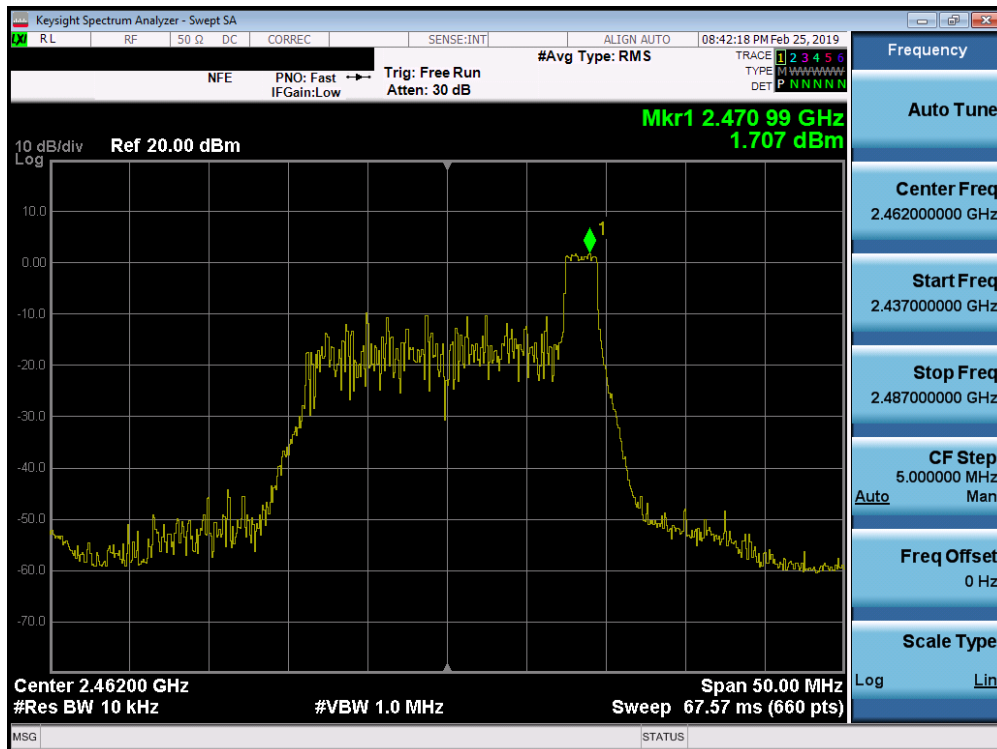 Keysight Spectrum Analyzer - Swept SA
LXI RL RF 50 Ω DC CORREC SENSE:INT ALIGN AUTO 08:42:18 PM Feb 25, 2019
NFE PNO: Fast Trig: Free Run #Avg Type: RMS TRACE 1 2 3 4 5 6
IFGain:Low Atten: 30 dB TYPE M WWWWW
DET P N N N N N
Mkr1 2.470 99 GHz
1.707 dBm
10 dB/div Ref 20.00 dBm
Log
10.0
0.00
-10.0
-20.0
-30.0
-40.0
-50.0
-60.0
-70.0
1
Center 2.46200 GHz Span 50.00 MHz
#Res BW 10 kHz #VBW 1.0 MHz Sweep 67.57 ms (660 pts)
MSG STATUS
Frequency
Auto Tune
Center Freq
2.462000000 GHz
Start Freq
2.437000000 GHz
Stop Freq
2.487000000 GHz
CF Step
5.000000 MHz
Auto Man
Freq Offset
0 Hz
Scale Type
Log Lin